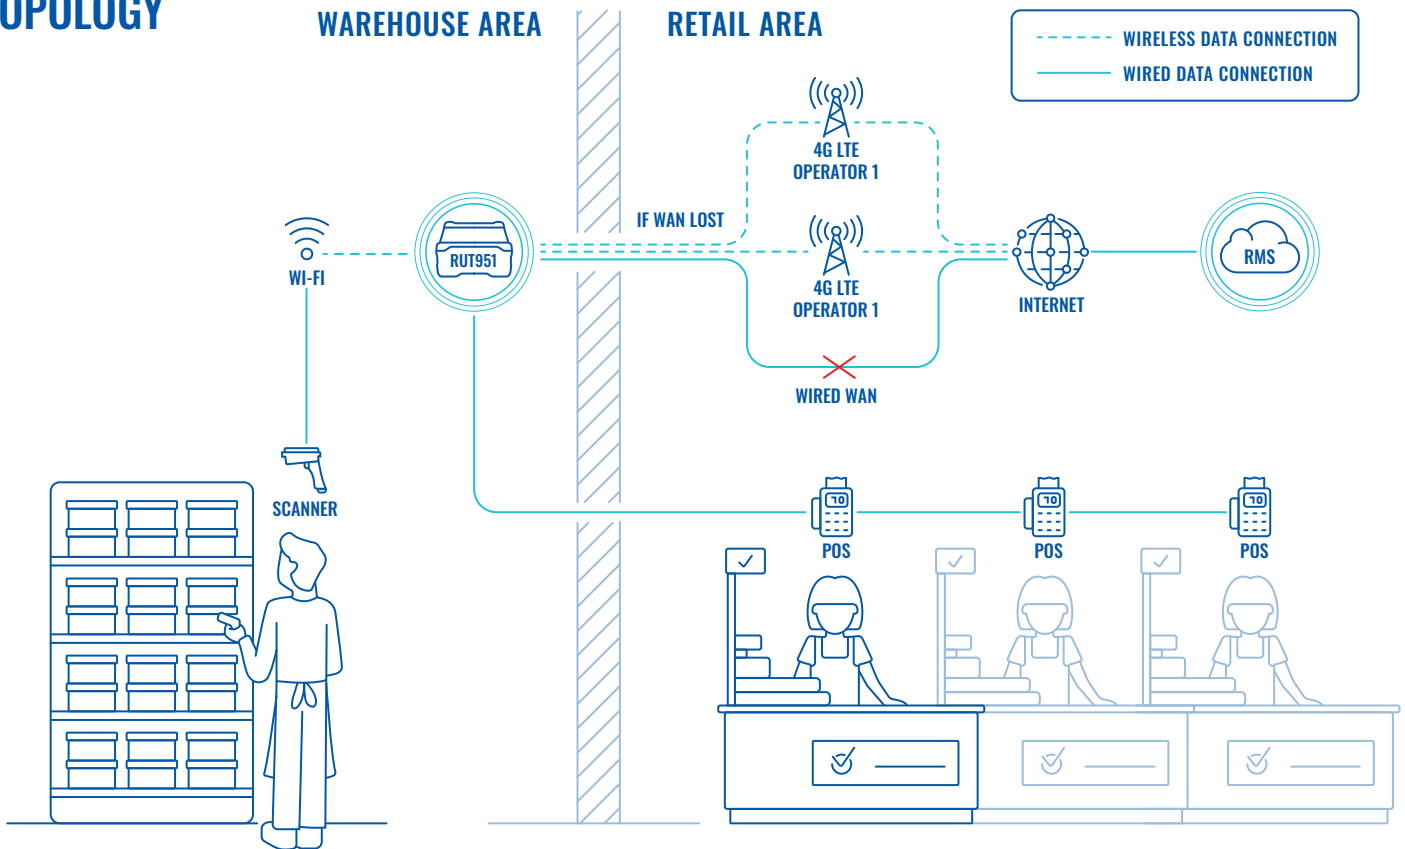 OPOLOGY
WAREHOUSE AREA
RETAIL AREA
WIRELESS DATA CONNECTION
WIRED DATA CONNECTION
4G LTE
OPERATOR 1
IF WAN LOST
RUT951
WI-FI
4G LTE
OPERATOR 1
INTERNET
RMS
WIRED WAN
SCANNER
POS
POS
POS